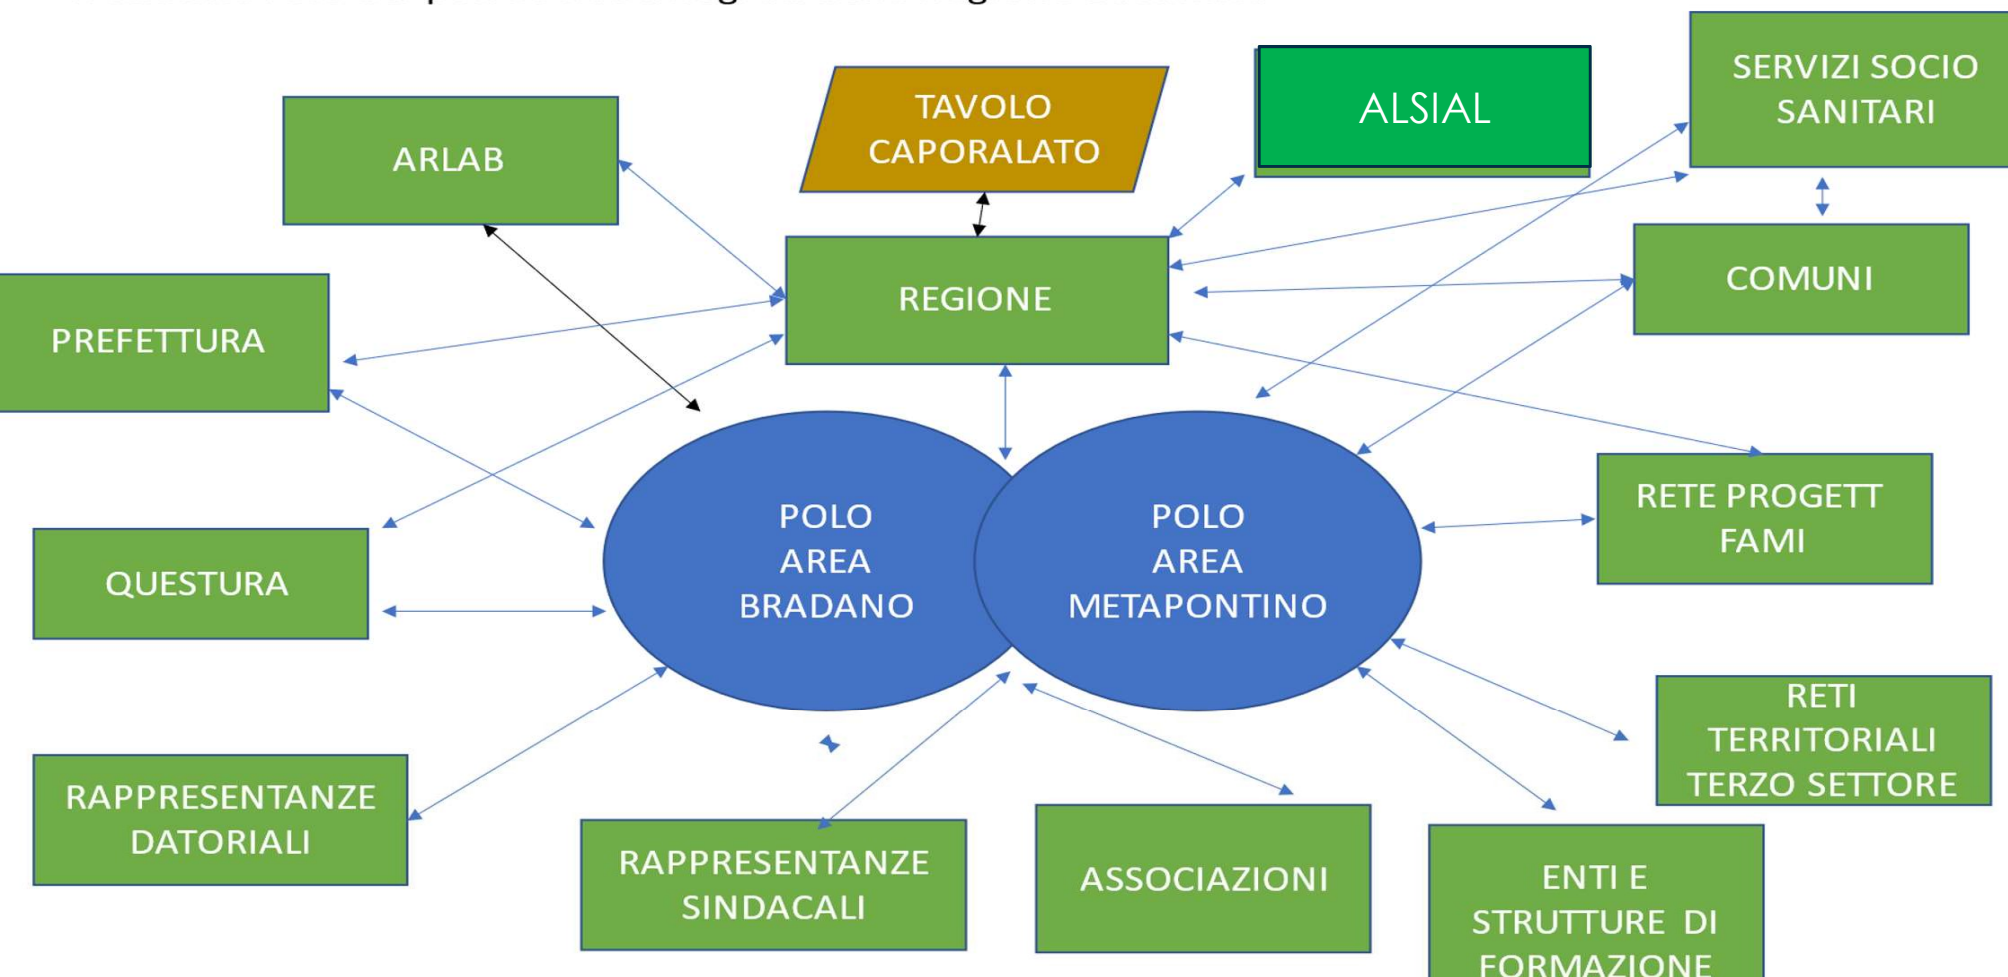 TAVOLO
CAPORALATO
ALSIAL
SERVIZI SOCIO
SANITARI
ARLAB
REGIONE
COMUNI
PREFETTURA
POLO
AREA
BRADANO
POLO
AREA
METAPONTINO
RETE PROGETT
FAMI
QUESTURA
RETI
TERRITORIALI
TERZO SETTORE
RAPPRESENTANZE
DATORIALI
RAPPRESENTANZE
SINDACALI
ASSOCIAZIONI
ENTI E
STRUTTURE DI
FORMAZIONE